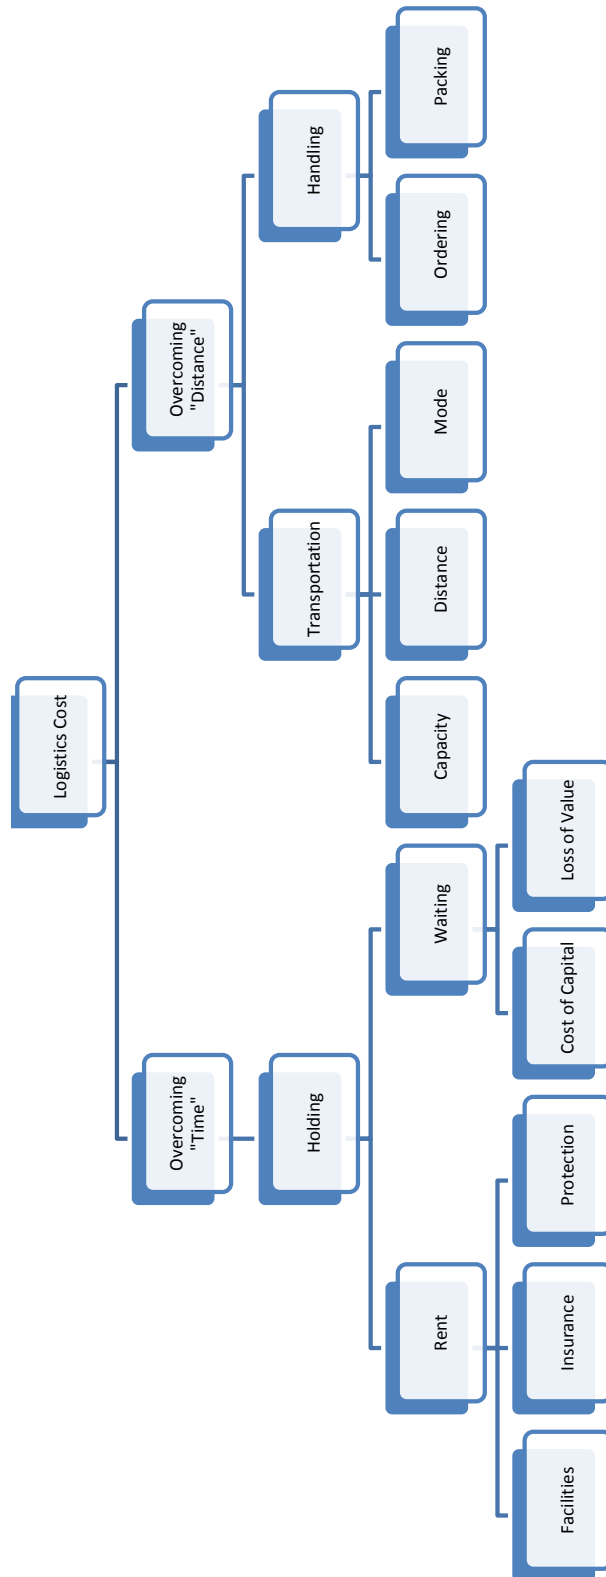 Logistics Cost
Overcoming
"Time"
Overcoming
"Distance"
Holding
Transportation
Handling
Rent
Waiting
Capacity
Distance
Mode
Ordering
Packing
Facilities
Insurance
Protection
Cost of Capital
Loss of Value